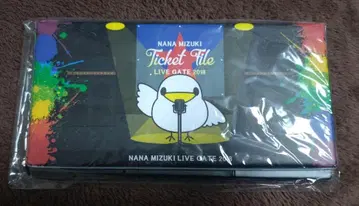 NANA MIZUKI
Ticket File
LIVE GATE 2018
NANA MIZUKI LIVE GATE 2018